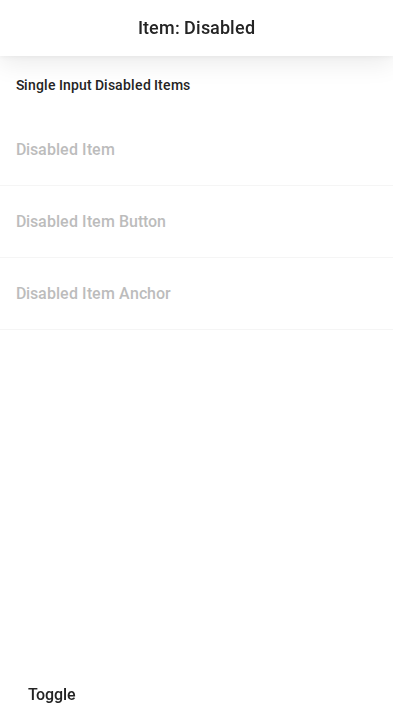 Item: Disabled
Single Input Disabled Items
Disabled Item
Disabled Item Button
Disabled Item Anchor
Toggle